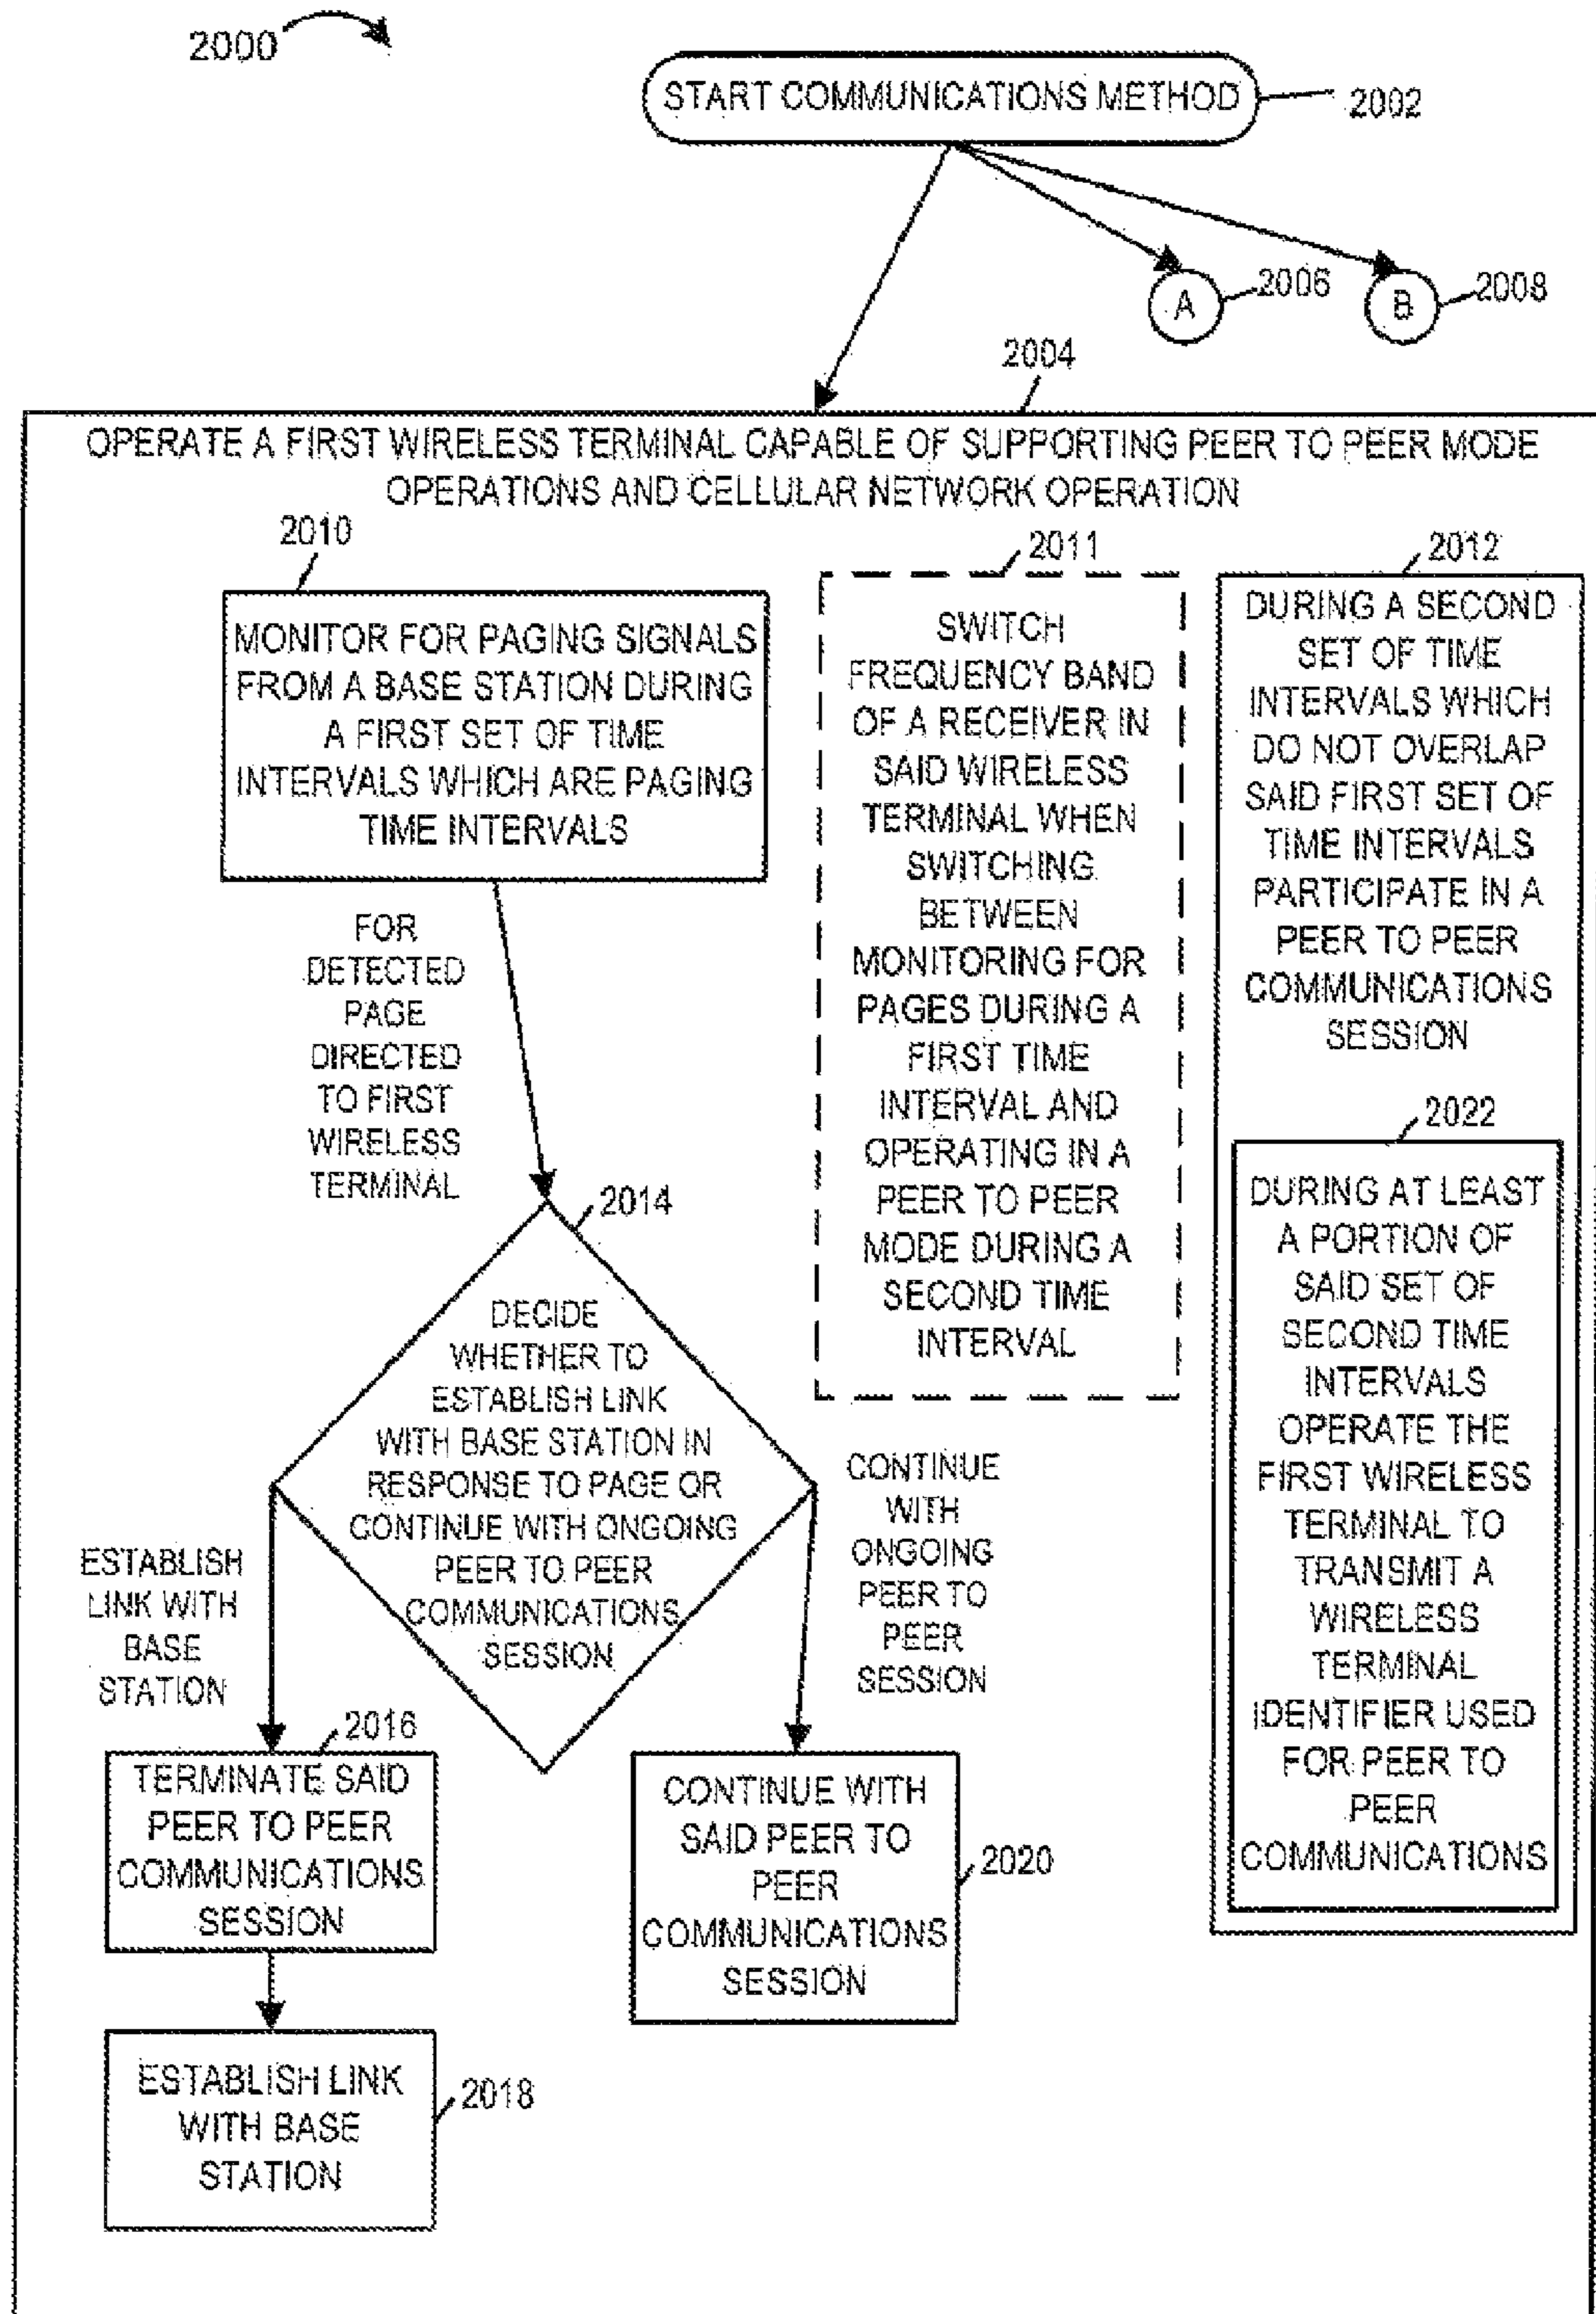 2000
START COMMUNICATIONS METHOD
2002
A
2006
B
2008
2004
OPERATE A FIRST WIRELESS TERMINAL CAPABLE OF SUPPORTING PEER TO PEER MODE
OPERATIONS AND CELLULAR NETWORK OPERATION
2010
MONITOR FOR PAGING SIGNALS
FROM A BASE STATION DURING
A FIRST SET OF TIME
INTERVALS WHICH ARE PAGING
TIME INTERVALS
FOR
DETECTED
PAGE
DIRECTED
TO FIRST
WIRELESS
TERMINAL
2014
DECIDE
WHETHER TO
ESTABLISH LINK
WITH BASE STATION IN
RESPONSE TO PAGE OR
CONTINUE WITH ONGOING
PEER TO PEER
COMMUNICATIONS
SESSION
ESTABLISH
LINK WITH
BASE
STATION
CONTINUE
WITH
ONGOING
PEER TO
PEER
SESSION
2016
TERMINATE SAID
PEER TO PEER
COMMUNICATIONS
SESSION
2018
ESTABLISH LINK
WITH BASE
STATION
CONTINUE WITH
SAID PEER TO
PEER
COMMUNICATIONS
SESSION
2020
2011
SWITCH
FREQUENCY BAND
OF A RECEIVER IN
SAID WIRELESS
TERMINAL WHEN
SWITCHING
BETWEEN
MONITORING FOR
PAGES DURING A
FIRST TIME
INTERVAL AND
OPERATING IN A
PEER TO PEER
MODE DURING A
SECOND TIME
INTERVAL
2012
DURING A SECOND
SET OF TIME
INTERVALS WHICH
DO NOT OVERLAP
SAID FIRST SET OF
TIME INTERVALS
PARTICIPATE IN A
PEER TO PEER
COMMUNICATIONS
SESSION
2022
DURING AT LEAST
A PORTION OF
SAID SET OF
SECOND TIME
INTERVALS
OPERATE THE
FIRST WIRELESS
TERMINAL TO
TRANSMIT A
WIRELESS
TERMINAL
IDENTIFIER USED
FOR PEER TO
PEER
COMMUNICATIONS